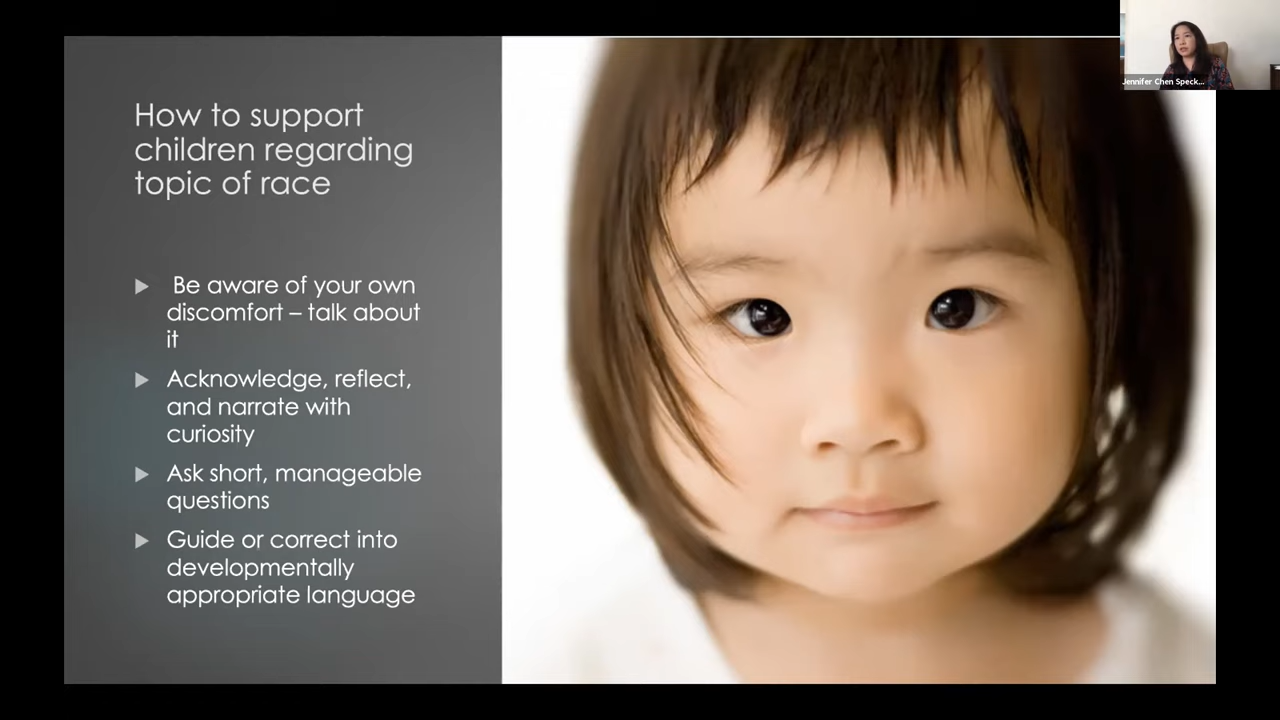 How to support
children regarding
topic of race
Be aware of your own
discomfort – talk about
it
Acknowledge, reflect,
and narrate with
curiosity
Ask short, manageable
questions
Guide or correct into
developmentally
appropriate language
Jennifer Chen Speck...